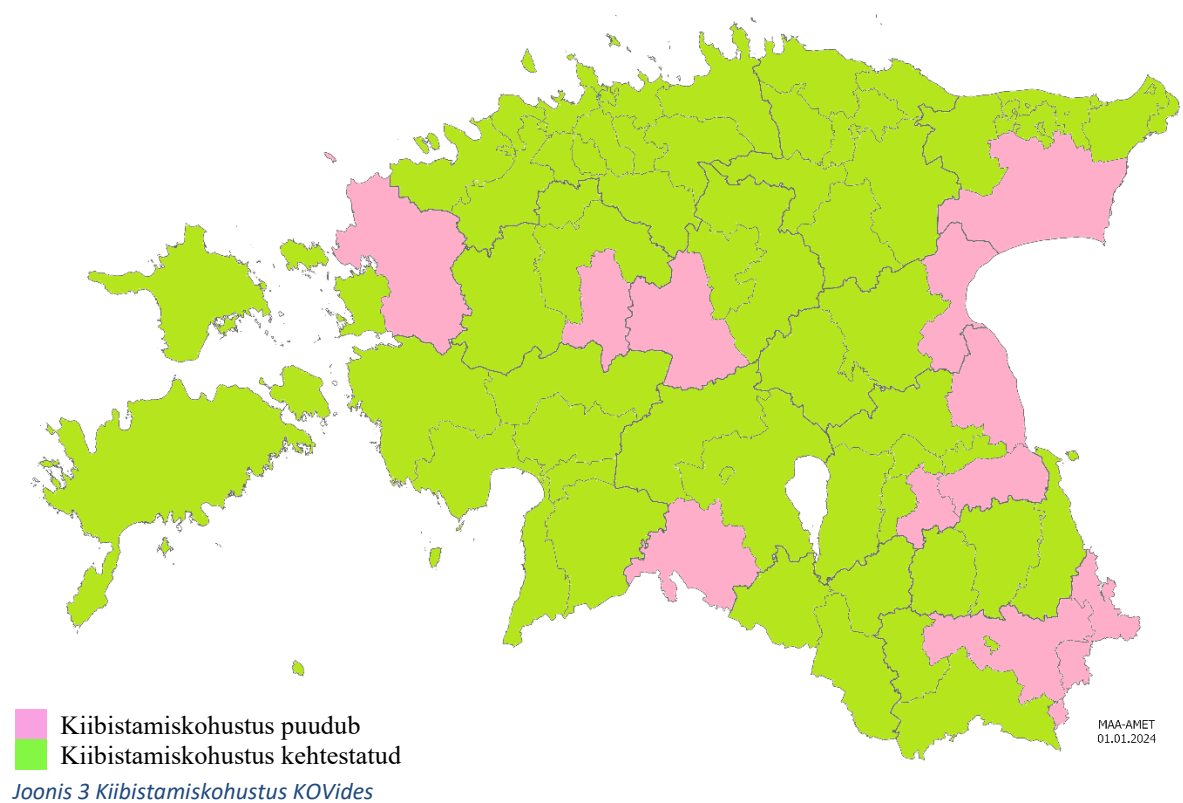 MAA-AMET
01.01.2024
Kiibistamiskohustus puudub
Kiibistamiskohustus kehtestatud
Joonis 3 Kiibistamiskohustus KOVides